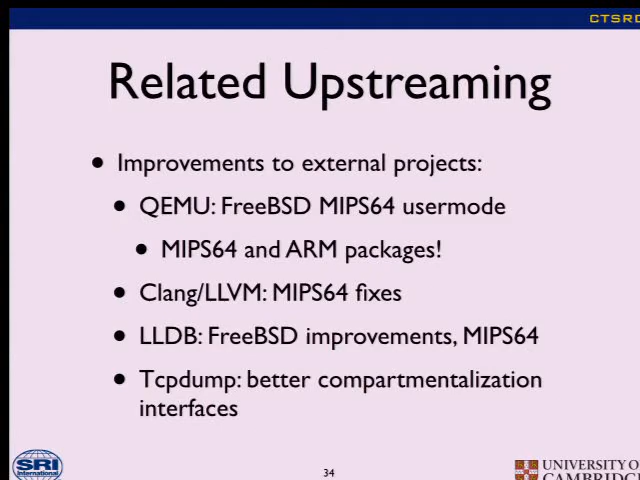 CTSRD
Related Upstreaming
• Improvements to external projects:
• QEMU: FreeBSD MIPS64 usermode
• MIPS64 and ARM packages!
• Clang/LLVM: MIPS64 fixes
• LLDB: FreeBSD improvements, MIPS64
• Tcpdump: better compartmentalization
interfaces
SRI
International
34
UNIVERSITY OF
CAMBRIDGE